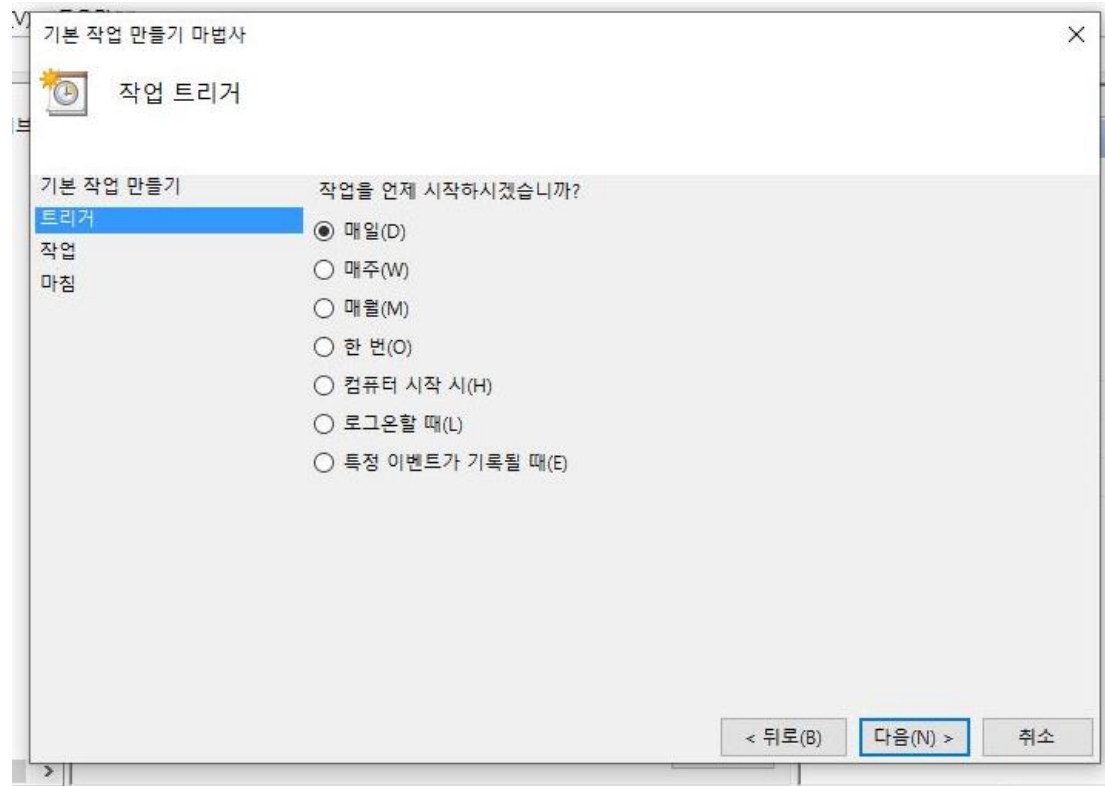 기본 작업 만들기 마법사
작업 트리거
기본 작업 만들기
트리거
작업
마침
작업을 언제 시작하시겠습니까?
매일(D)
매주(W)
매월(M)
한 번(O)
컴퓨터 시작 시(H)
로그온할 때(L)
특정 이벤트가 기록될 때(E)
< 뒤로(B)
다음(N) >
취소